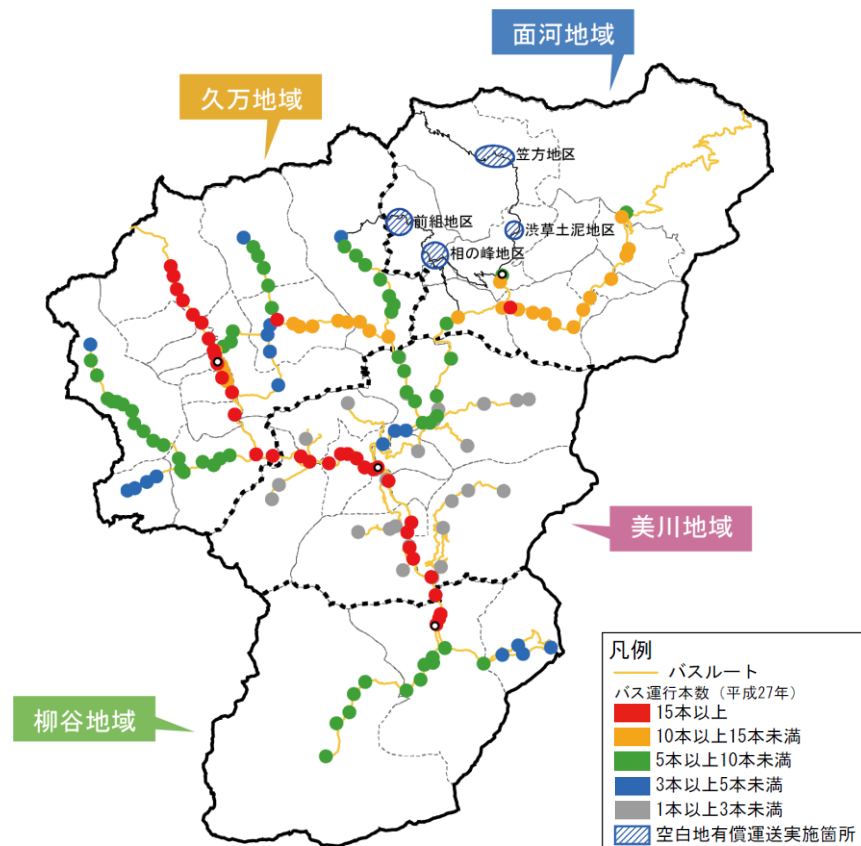 面河地域
久万地域
笠方地区
前組地区
渋草土泥地区
相の峰地区
美川地域
柳谷地域
凡例
バスルート
バス運行本数（平成27年）
15本以上
10本以上15本未満
5本以上10本未満
3本以上5本未満
1本以上3本未満
空白地有償運送実施箇所